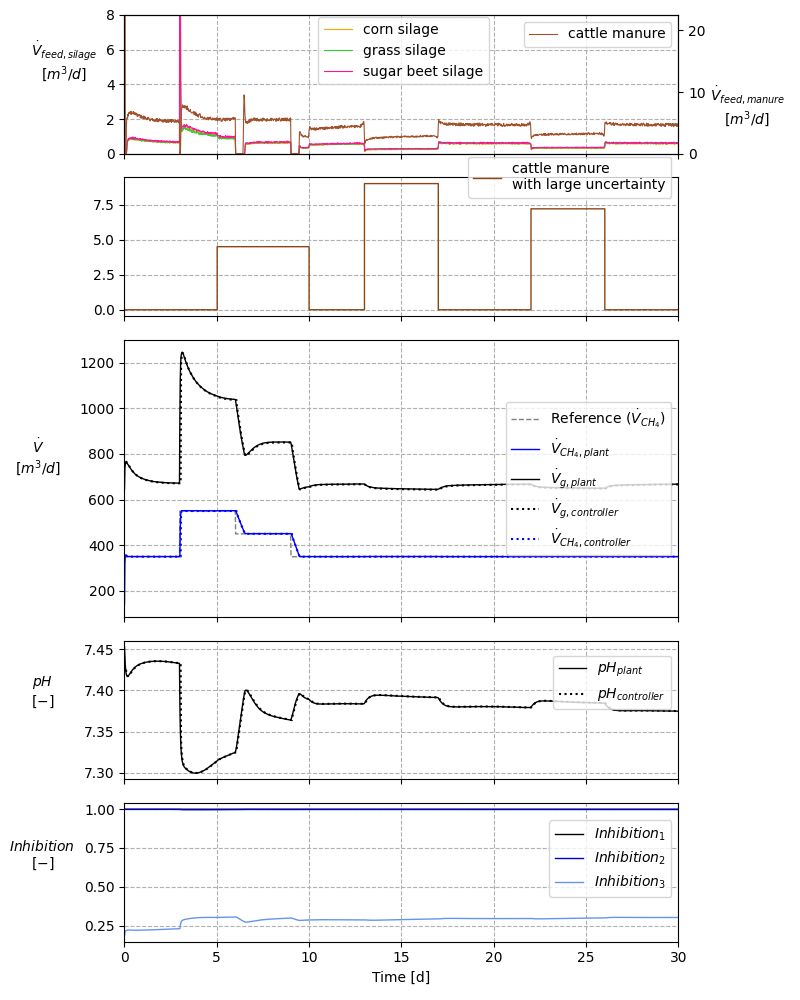 8
6
4
2
0
V̇feed, silage
[m³/d]
corn silage
grass silage
sugar beet silage
cattle manure
20
10
0
V̇feed, manure
[m³/d]
cattle manure
with large uncertainty
7.5
5.0
2.5
0.0
1200
1000
800
600
400
200
V̇
[m³/d]
Reference (V̇CH₄)
V̇CH₄, plant
V̇g, plant
V̇g, controller
V̇CH₄, controller
7.45
7.40
7.35
7.30
pH
[−]
pHplant
pHcontroller
1.00
0.75
0.50
0.25
Inhibition
[−]
Inhibition₁
Inhibition₂
Inhibition₃
0 5 10 15 20 25 30
Time [d]